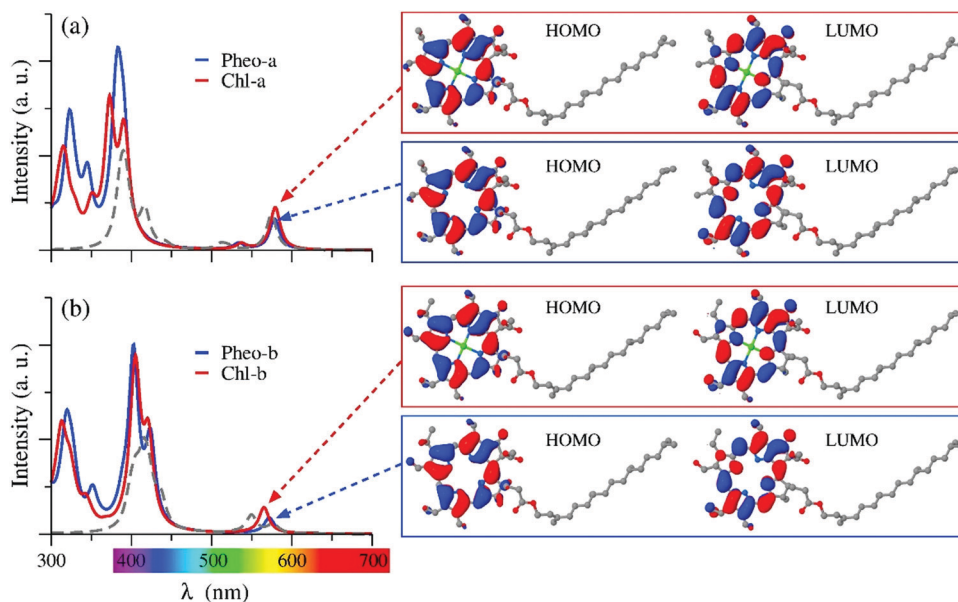 (a)
Pheo-a
Chl-a
Intensity (a. u.)
HOMO
LUMO
HOMO
LUMO
(b)
Pheo-b
Chl-b
Intensity (a. u.)
HOMO
LUMO
HOMO
LUMO
300 400 500 600 700
λ (nm)